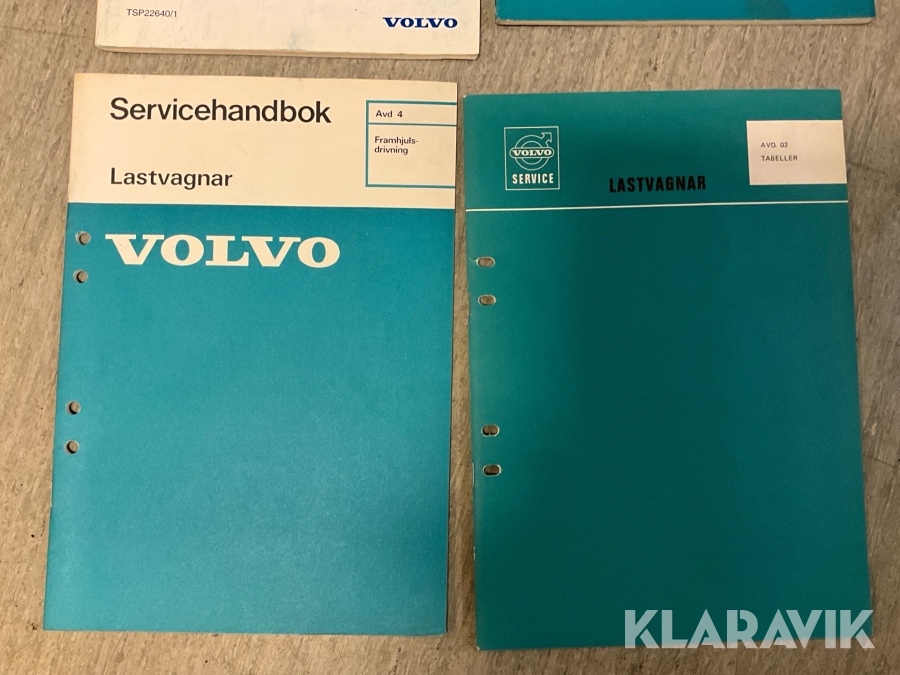 TSP22640/1
VOLVO
Servicehandbok
Avd 4
Framhjuls-
drivning
Lastvagnar
VOLVO
VOLVO
SERVICE
LASTVAGNAR
AVD. 02
TABELLER
KLARAVIK